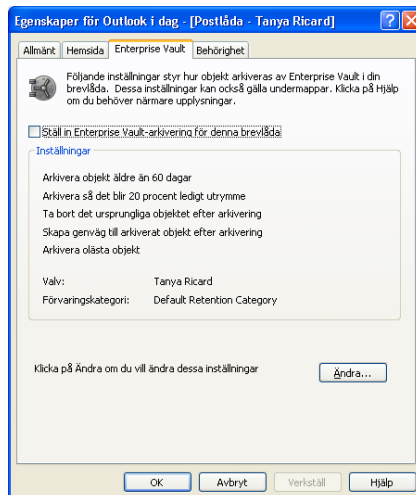 Egenskaper för Outlook i dag - [Postlåda - Tanya Ricard]
Allmänt Hemsida Enterprise Vault Behörighet
Följande inställningar styr hur objekt arkiveras av Enterprise Vault i din
brevlåda. Dessa inställningar kan också gälla undermappar. Klicka på Hjälp
om du behöver närmare upplysningar.
Ställ in Enterprise Vault-arkivering för denna brevlåda
Inställningar
Arkivera objekt äldre än 60 dagar
Arkivera så det blir 20 procent ledigt utrymme
Ta bort det ursprungliga objektet efter arkivering
Skapa genväg till arkiverat objekt efter arkivering
Arkivera olästa objekt
Valv: Tanya Ricard
Förvaringskategori: Default Retention Category
Klicka på Ändra om du vill ändra dessa inställningar Ändra...
OK Avbryt Verkställ Hjälp